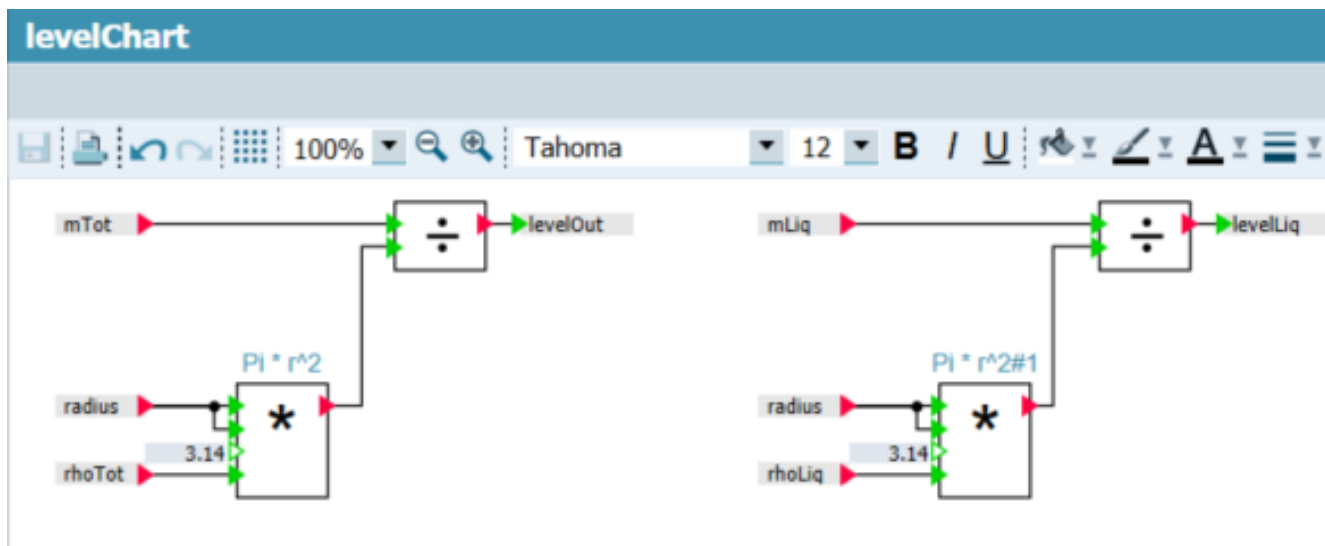 levelChart
100% Tahoma 12 B I U A
mTot ÷ levelOut
Pi * r^2
radius *
3.14
rhoTot
mLiq ÷ levelLiq
Pi * r^2#1
radius *
3.14
rhoLiq